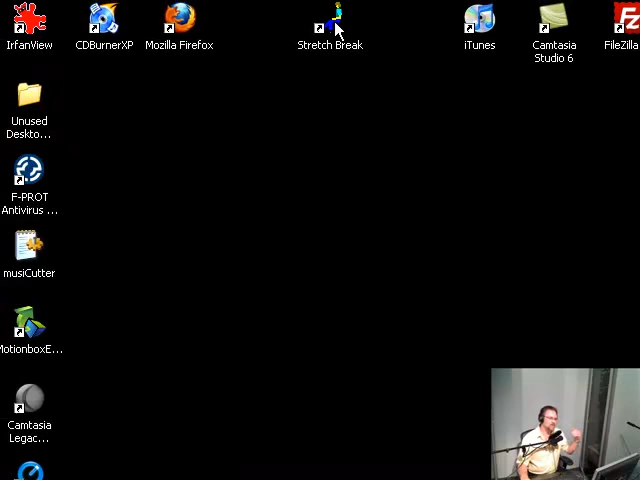 IrfanView
CDBurnerXP
Mozilla Firefox
Stretch Break
iTunes
Camtasia
Studio 6
FZ
FileZilla
Unused
Deskto...
F-PROT
Antivirus ...
musiCutter
MotionboxE...
Camtasia
Legac...